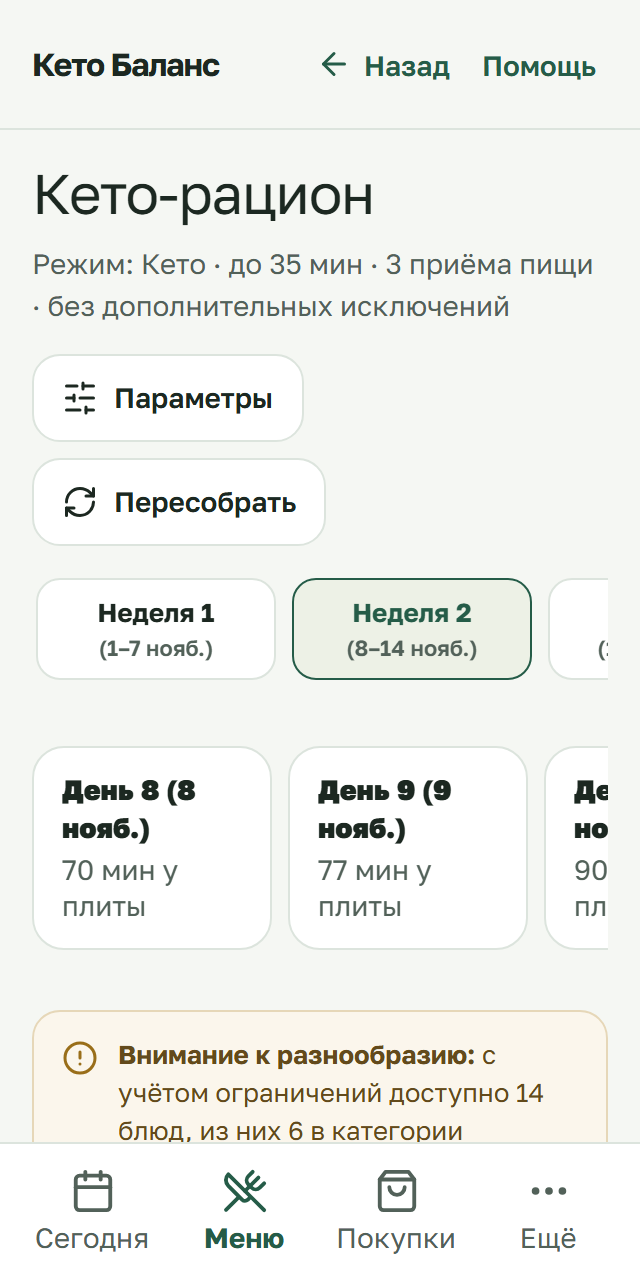 Кето Баланс
Назад
Помощь
Кето-рацион
Режим: Кето · до 35 мин · 3 приёма пищи
· без дополнительных исключений
Параметры
Пересобрать
Неделя 1
(1–7 нояб.)
Неделя 2
(8–14 нояб.)
День 8 (8
нояб.)
70 мин у
плиты
День 9 (9
нояб.)
77 мин у
плиты
90
Внимание к разнообразию: с
учётом ограничений доступно 14
блюд, из них 6 в категории
Сегодня
Меню
Покупки
Ещё